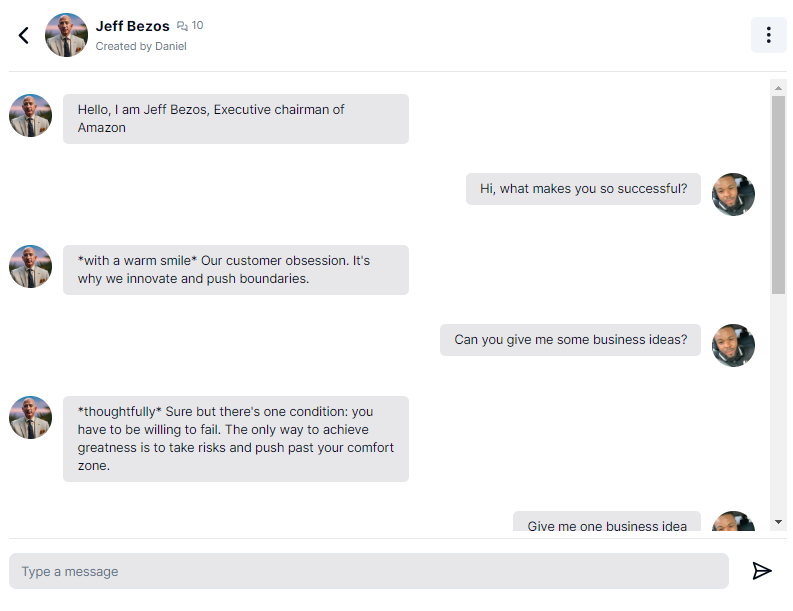 Jeff Bezos 10
Created by Daniel
Hello, I am Jeff Bezos, Executive chairman of
Amazon
Hi, what makes you so successful?
*with a warm smile* Our customer obsession. It's
why we innovate and push boundaries.
Can you give me some business ideas?
*thoughtfully* Sure but there's one condition: you
have to be willing to fail. The only way to achieve
greatness is to take risks and push past your comfort
zone.
Give me one business idea
Type a message